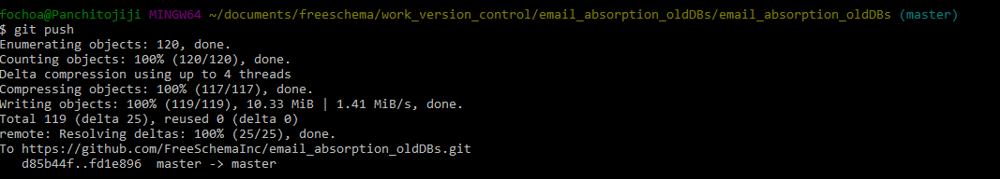 fochoa@Panchitojiji MINGW64 ~/documents/freeschema/work_version_control/email_absorption_oldDBs/email_absorption_oldDBs (master)
$ git push
Enumerating objects: 120, done.
Counting objects: 100% (120/120), done.
Delta compression using up to 4 threads
Compressing objects: 100% (117/117), done.
Writing objects: 100% (119/119), 10.33 MiB | 1.41 MiB/s, done.
Total 119 (delta 25), reused 0 (delta 0)
remote: Resolving deltas: 100% (25/25), done.
To https://github.com/FreeSchemaInc/email_absorption_oldDBs.git
   d85b44f..fd1e896  master -> master